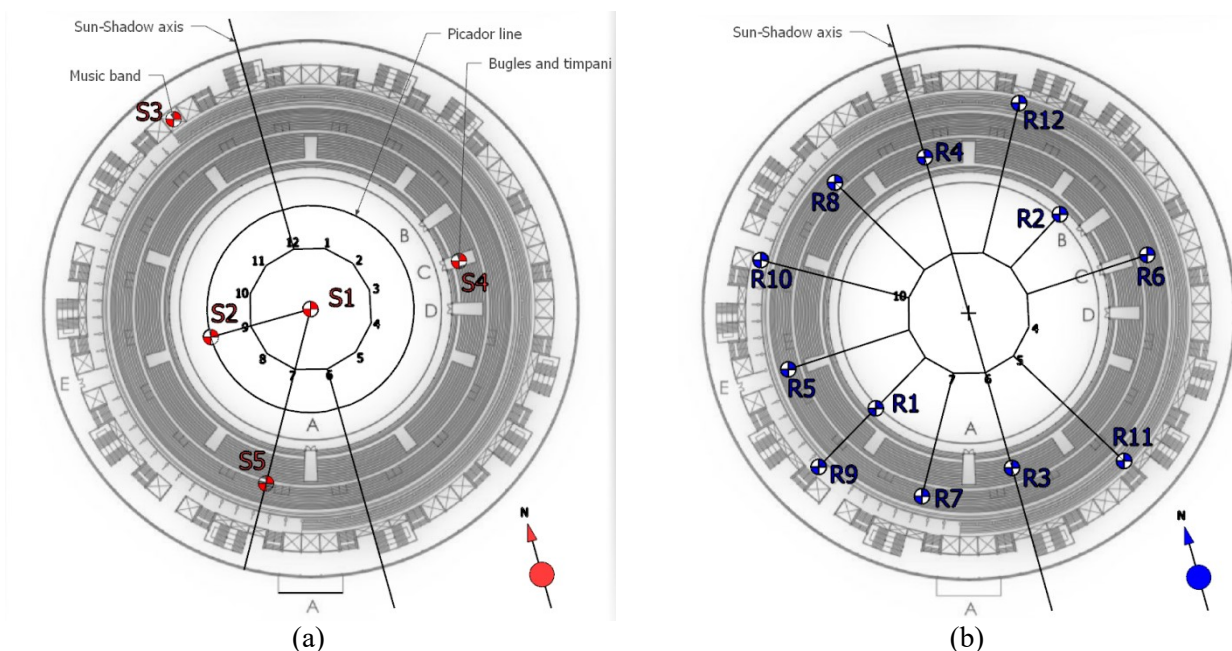 Sun-Shadow axis
Picador line
Music band
Bugles and timpani
S3
B
12
1
11
2
C
S4
10
3
S1
D
S2
9
4
8
5
7
6
E
A
S5
N
A
(a)
Sun-Shadow axis
R12
R4
R8
R2
B
R10
C
R6
10
D
4
5
R5
7
6
E
R1
A
R11
R9
R7
R3
N
A
(b)